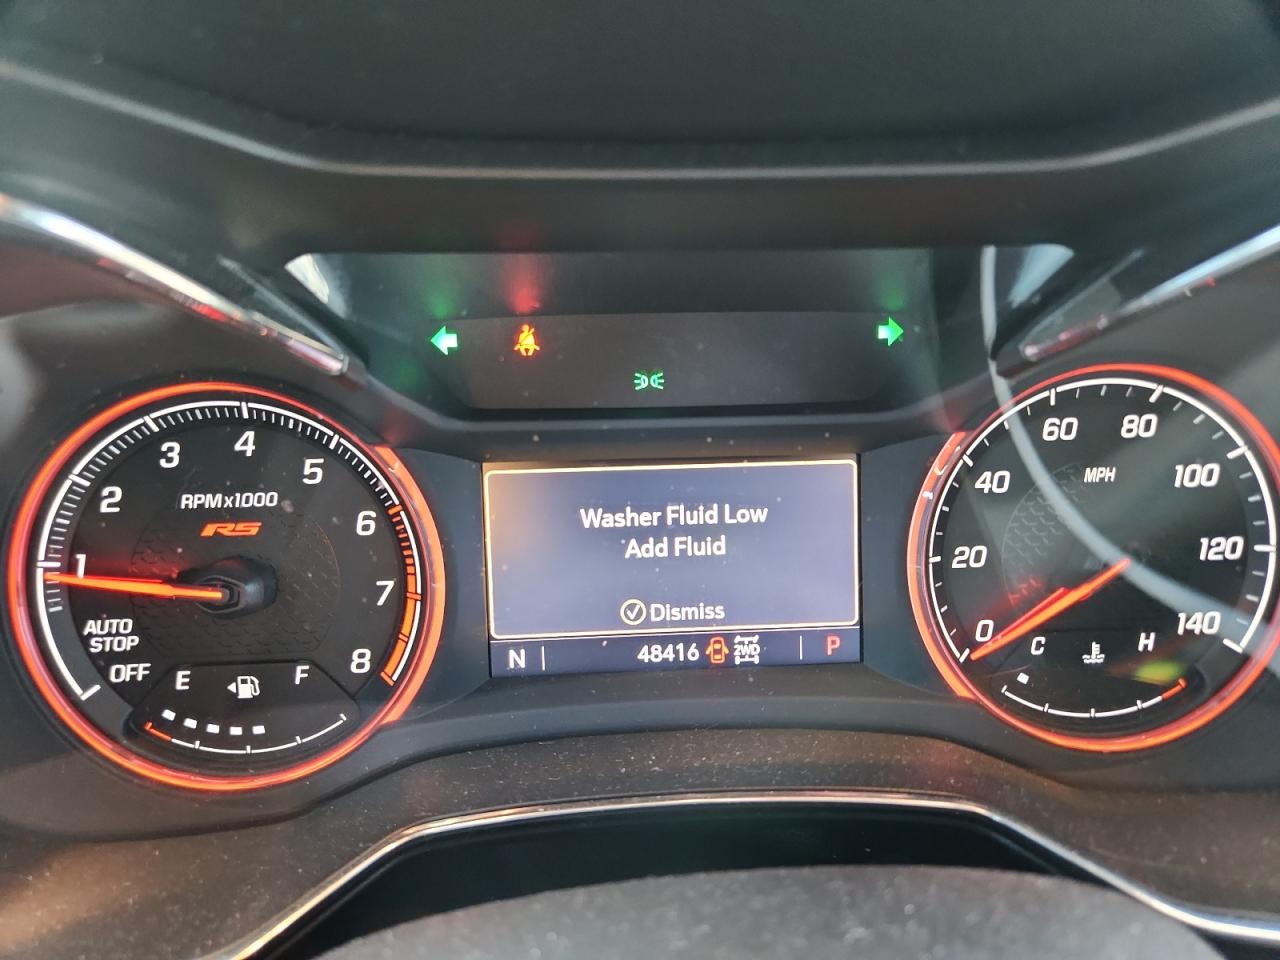 1
2
3
4
5
6
7
8
RPMx1000
RS
AUTO
STOP
OFF
E
F
Washer Fluid Low
Add Fluid
Dismiss
N
48416
2WD
P
0
20
40
60
80
100
120
140
MPH
C
H